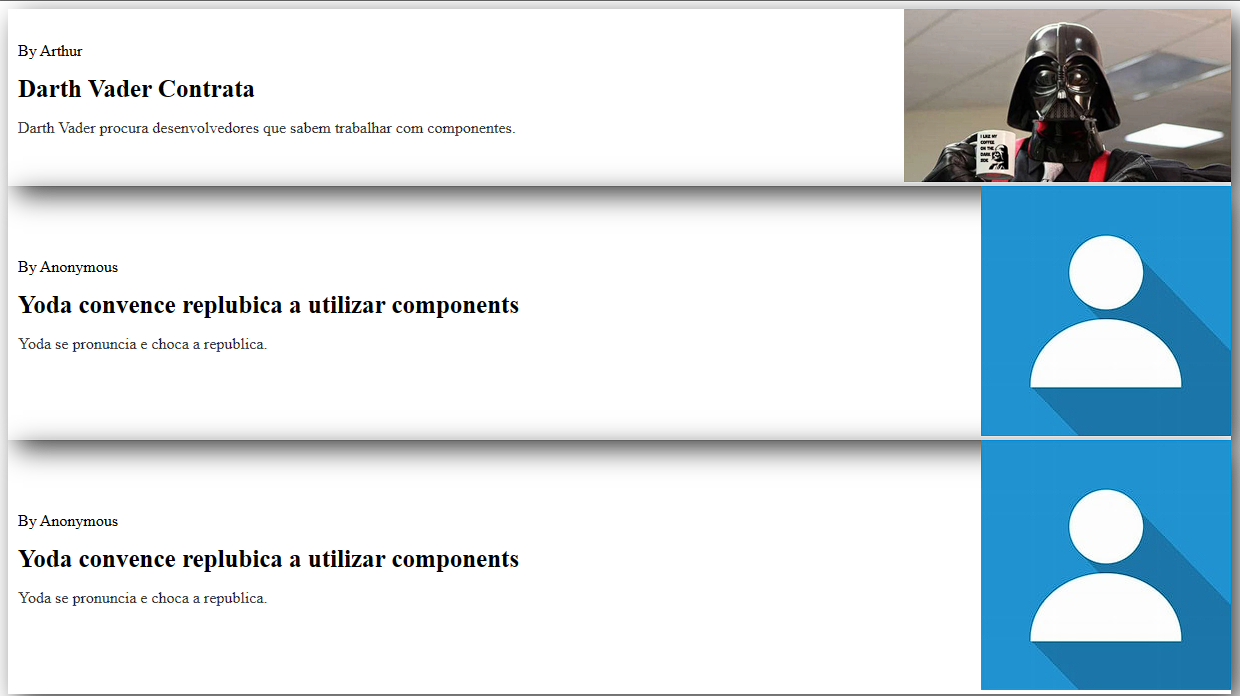 By Arthur
Darth Vader Contrata
Darth Vader procura desenvolvedores que sabem trabalhar com componentes.
I LIKE MY
COFFEE
ON THE
DARK
SIDE
By Anonymous
Yoda convence replubica a utilizar components
Yoda se pronuncia e choca a republica.
By Anonymous
Yoda convence replubica a utilizar components
Yoda se pronuncia e choca a republica.